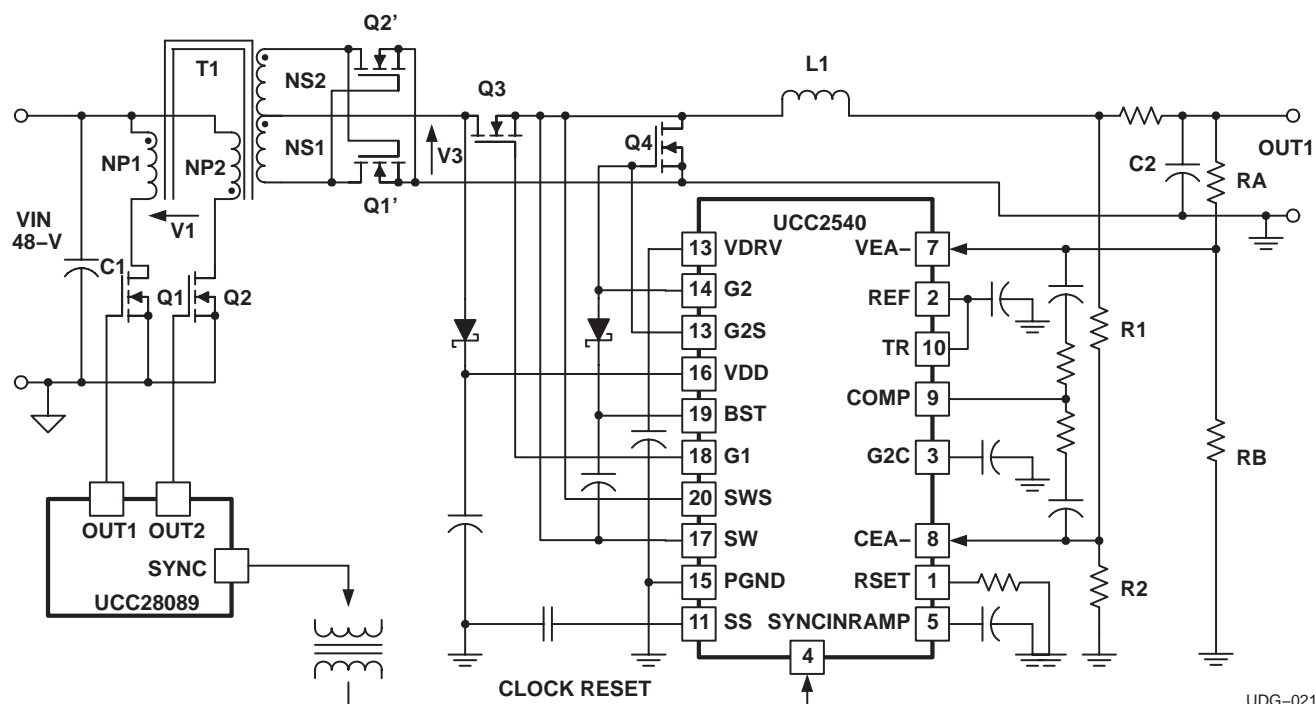 Q2’
T1
NS2
Q3
L1
NP1
NP2
NS1
V3
Q4
C2
OUT1
RA
Q1’
V1
VIN
48–V
C1
Q1
Q2
UCC2540
13 VDRV
VEA– 7
14 G2
REF 2
13 G2S
TR 10
R1
16 VDD
COMP 9
19 BST
18 G1
G2C 3
RB
20 SWS
OUT1
OUT2
17 SW
CEA– 8
SYNC
15 PGND
RSET 1
R2
UCC28089
11 SS
SYNCINRAMP 5
4
CLOCK RESET
UDG–021